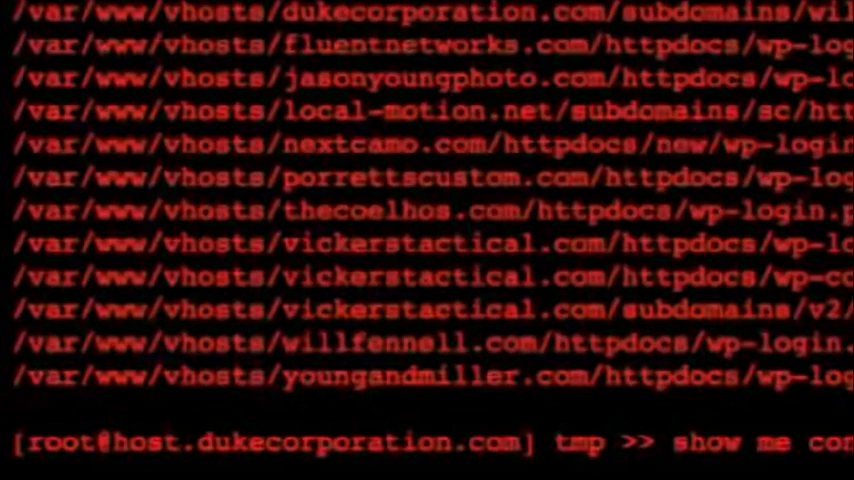 /var/www/vhosts/dukecorporation.com/subdomains/wil
/var/www/vhosts/fluentnetworks.com/httpdocs/wp-log
/var/www/vhosts/jasonyoungphoto.com/httpdocs/wp-lo
/var/www/vhosts/local-motion.net/subdomains/sc/htt
/var/www/vhosts/nextcamo.com/httpdocs/new/wp-login
/var/www/vhosts/porrettscustom.com/httpdocs/wp-log
/var/www/vhosts/thecoelhos.com/httpdocs/wp-login.p
/var/www/vhosts/vickerstactical.com/httpdocs/wp-lo
/var/www/vhosts/vickerstactical.com/httpdocs/wp-co
/var/www/vhosts/vickerstactical.com/subdomains/v2/
/var/www/vhosts/willfennell.com/httpdocs/wp-login.
/var/www/vhosts/youngandmiller.com/httpdocs/wp-log
[root@host.dukecorporation.com] tmp >> show me con